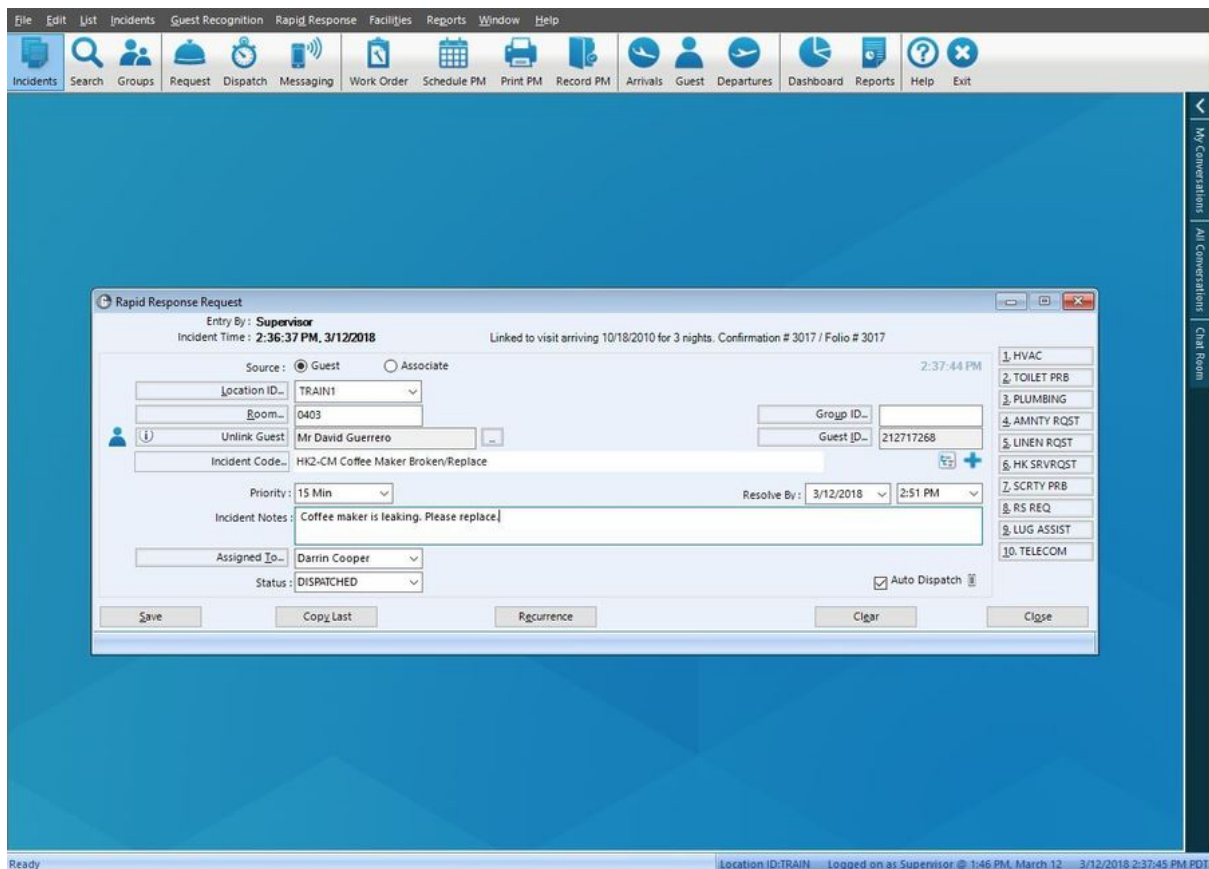 File Edit List Incidents Guest Recognition Rapid Response Facilities Reports Window Help
Incidents Search Groups Request Dispatch Messaging Work Order Schedule PM Print PM Record PM Arrivals Guest Departures Dashboard Reports Help Exit
My Conversations
All Conversations
Chat Room
Rapid Response Request
Entry By : Supervisor
Incident Time : 2:36:37 PM, 3/12/2018 Linked to visit arriving 10/18/2010 for 3 nights. Confirmation # 3017 / Folio # 3017
Source : Guest Associate 2:37:44 PM
Location ID... TRAIN1
Room... 0403 Group ID...
Unlink Guest Mr David Guerrero ... Guest ID... 212717268
Incident Code... HK2-CM Coffee Maker Broken/Replace
Priority : 15 Min Resolve By : 3/12/2018 2:51 PM
Incident Notes : Coffee maker is leaking. Please replace.
Assigned To... Darrin Cooper
Status : DISPATCHED Auto Dispatch
1. HVAC
2. TOILET PRB
3. PLUMBING
4. AMNTY RQST
5. LINEN RQST
6. HK SRVRQST
7. SCRTY PRB
8. RS REQ
9. LUG ASSIST
10. TELECOM
Save Copy Last Recurrence Clear Close
Ready Location ID:TRAIN Logged on as Supervisor @ 1:46 PM, March 12 3/12/2018 2:37:45 PM PDT